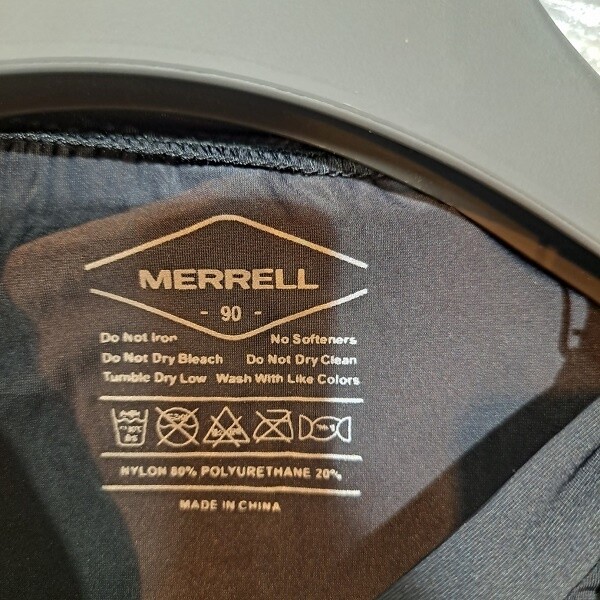 MERRELL
- 90 -
Do Not Iron No Softeners
Do Not Dry Bleach Do Not Dry Clean
Tumble Dry Low Wash With Like Colors
NYLON 80% POLYURETHANE 20%
MADE IN CHINA